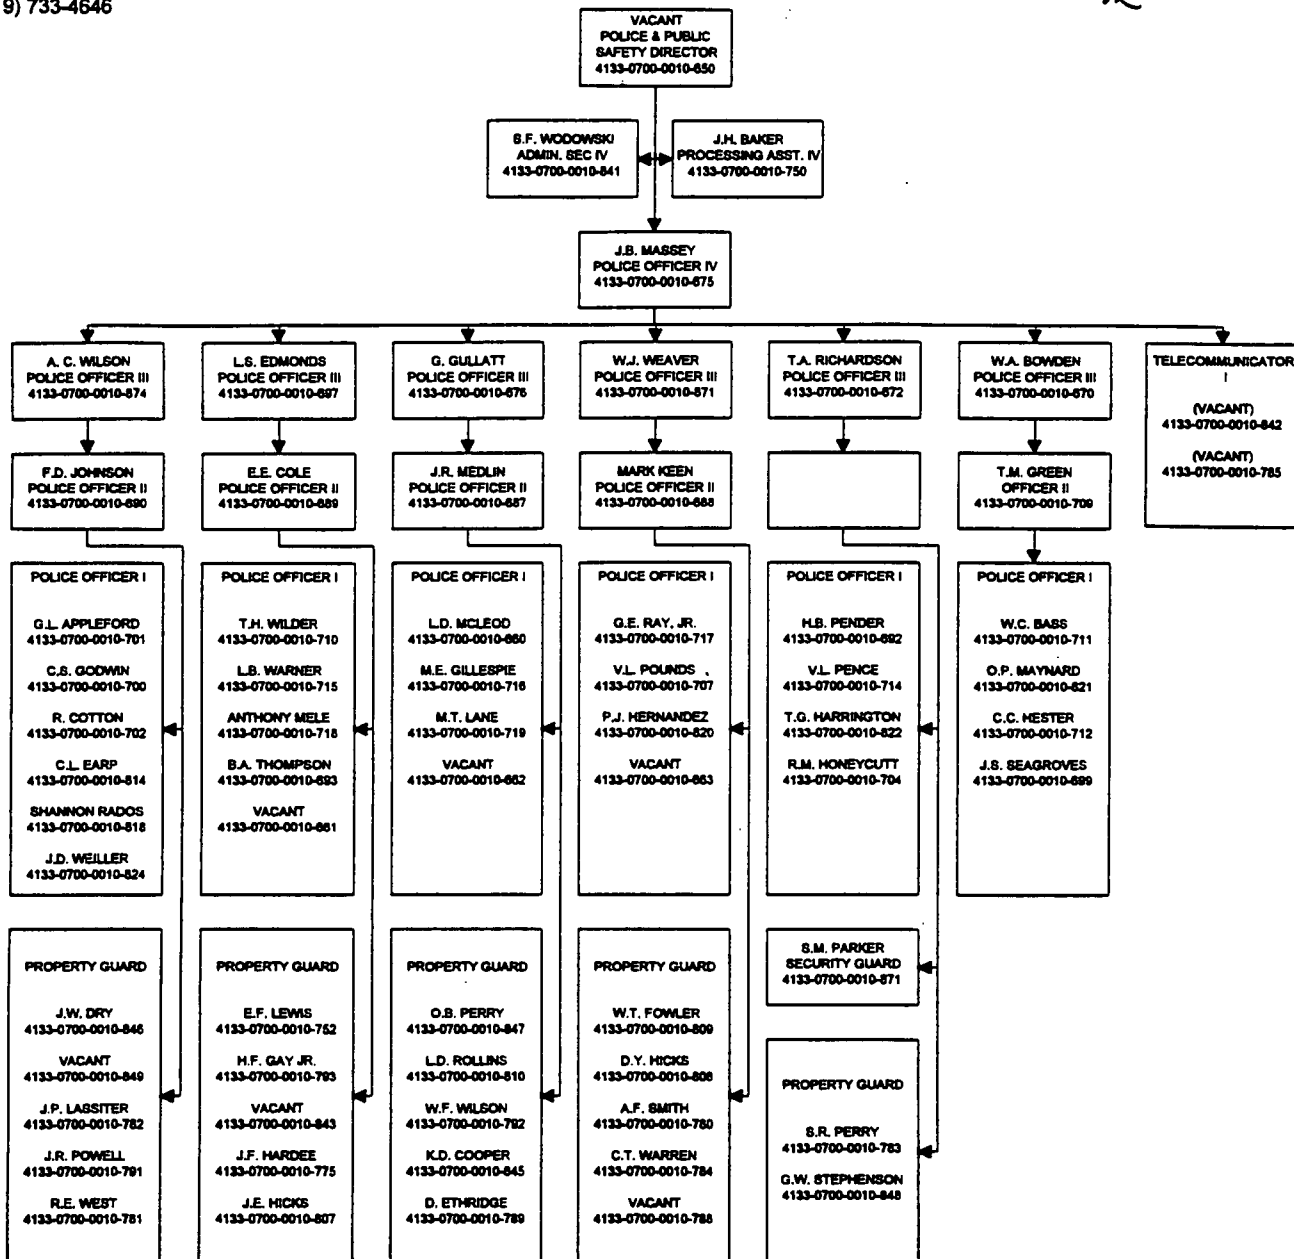 9) 733-4646
VACANT
POLICE & PUBLIC
SAFETY DIRECTOR
4133-0700-0010-650
S.F. WODOWSKI
ADMIN. SEC IV
4133-0700-0010-841
J.H. BAKER
PROCESSING ASST. IV
4133-0700-0010-750
J.B. MASSEY
POLICE OFFICER IV
4133-0700-0010-675
A. C. WILSON
POLICE OFFICER III
4133-0700-0010-674
L.S. EDMONDS
POLICE OFFICER III
4133-0700-0010-697
G. GULLATT
POLICE OFFICER III
4133-0700-0010-676
W.J. WEAVER
POLICE OFFICER III
4133-0700-0010-671
T.A. RICHARDSON
POLICE OFFICER III
4133-0700-0010-672
W.A. BOWDEN
POLICE OFFICER III
4133-0700-0010-670
TELECOMMUNICATOR
I
(VACANT)
4133-0700-0010-842
(VACANT)
4133-0700-0010-785
F.D. JOHNSON
POLICE OFFICER II
4133-0700-0010-690
E.E. COLE
POLICE OFFICER II
4133-0700-0010-689
J.R. MEDLIN
POLICE OFFICER II
4133-0700-0010-687
MARK KEEN
POLICE OFFICER II
4133-0700-0010-688
T.M. GREEN
OFFICER II
4133-0700-0010-709
POLICE OFFICER I
G.L. APPLEFORD
4133-0700-0010-701
C.S. GODWIN
4133-0700-0010-700
R. COTTON
4133-0700-0010-702
C.L. EARP
4133-0700-0010-814
SHANNON RADOS
4133-0700-0010-818
J.D. WEILLER
4133-0700-0010-824
POLICE OFFICER I
T.H. WILDER
4133-0700-0010-710
L.B. WARNER
4133-0700-0010-715
ANTHONY MELE
4133-0700-0010-718
B.A. THOMPSON
4133-0700-0010-693
VACANT
4133-0700-0010-661
POLICE OFFICER I
L.D. MCLEOD
4133-0700-0010-660
M.E. GILLESPIE
4133-0700-0010-716
M.T. LANE
4133-0700-0010-719
VACANT
4133-0700-0010-662
POLICE OFFICER I
G.E. RAY, JR.
4133-0700-0010-717
V.L. POUNDS
4133-0700-0010-707
P.J. HERNANDEZ
4133-0700-0010-820
VACANT
4133-0700-0010-663
POLICE OFFICER I
H.B. PENDER
4133-0700-0010-692
V.L. PENCE
4133-0700-0010-714
T.G. HARRINGTON
4133-0700-0010-822
R.M. HONEYCUTT
4133-0700-0010-704
POLICE OFFICER I
W.C. BASS
4133-0700-0010-711
O.P. MAYNARD
4133-0700-0010-821
C.C. HESTER
4133-0700-0010-712
J.S. SEAGROVES
4133-0700-0010-699
PROPERTY GUARD
J.W. DRY
4133-0700-0010-846
VACANT
4133-0700-0010-849
J.P. LASSITER
4133-0700-0010-782
J.R. POWELL
4133-0700-0010-791
R.E. WEST
4133-0700-0010-781
PROPERTY GUARD
E.F. LEWIS
4133-0700-0010-752
H.F. GAY JR.
4133-0700-0010-793
VACANT
4133-0700-0010-843
J.F. HARDEE
4133-0700-0010-775
J.E. HICKS
4133-0700-0010-807
PROPERTY GUARD
O.B. PERRY
4133-0700-0010-847
L.D. ROLLINS
4133-0700-0010-810
W.F. WILSON
4133-0700-0010-792
K.D. COOPER
4133-0700-0010-845
D. ETHRIDGE
4133-0700-0010-789
PROPERTY GUARD
W.T. FOWLER
4133-0700-0010-809
D.Y. HICKS
4133-0700-0010-808
A.F. SMITH
4133-0700-0010-780
C.T. WARREN
4133-0700-0010-784
VACANT
4133-0700-0010-788
S.M. PARKER
SECURITY GUARD
4133-0700-0010-871
PROPERTY GUARD
S.R. PERRY
4133-0700-0010-783
G.W. STEPHENSON
4133-0700-0010-848